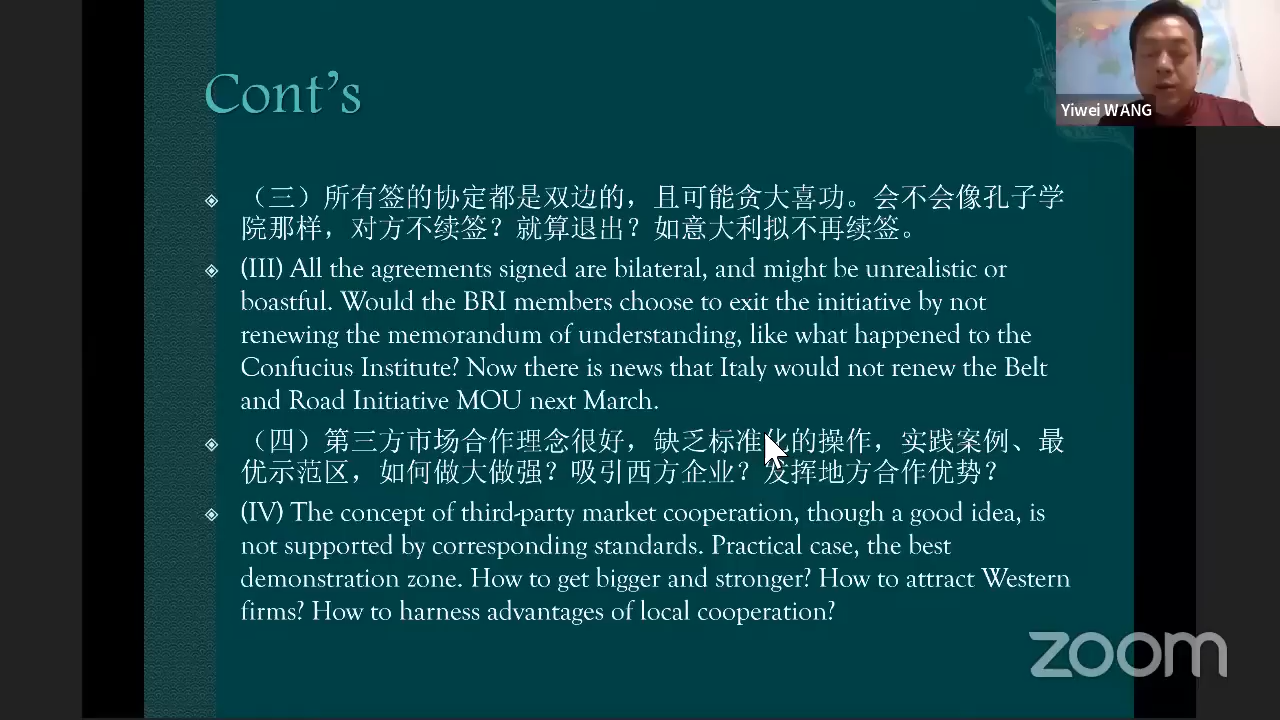 Cont's
Yiwei WANG
（三）所有签的协定都是双边的，且可能贪大喜功。会不会像孔子学
院那样，对方不续签？就算退出？如意大利拟不再续签。
(III) All the agreements signed are bilateral, and might be unrealistic or
boastful. Would the BRI members choose to exit the initiative by not
renewing the memorandum of understanding, like what happened to the
Confucius Institute? Now there is news that Italy would not renew the Belt
and Road Initiative MOU next March.
（四）第三方市场合作理念很好，缺乏标准化的操作，实践案例、最
优示范区，如何做大做强？吸引西方企业？发挥地方合作优势？
(IV) The concept of third-party market cooperation, though a good idea, is
not supported by corresponding standards. Practical case, the best
demonstration zone. How to get bigger and stronger? How to attract Western
firms? How to harness advantages of local cooperation?
zoom